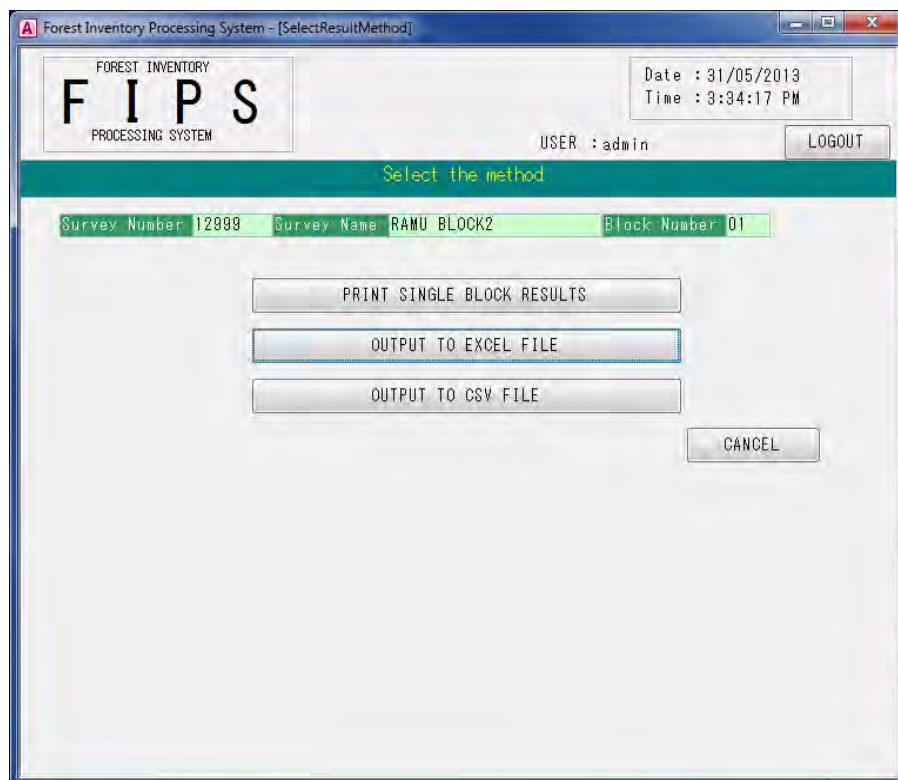 A Forest Inventory Processing System - [SelectResultMethod]
FOREST INVENTORY
F I P S
PROCESSING SYSTEM
Date : 31/05/2013
Time : 3:34:17 PM
USER : admin
LOGOUT
Select the method
Survey Number 12999 Survey Name RAMU BLOCK2 Block Number 01
PRINT SINGLE BLOCK RESULTS
OUTPUT TO EXCEL FILE
OUTPUT TO CSV FILE
CANCEL